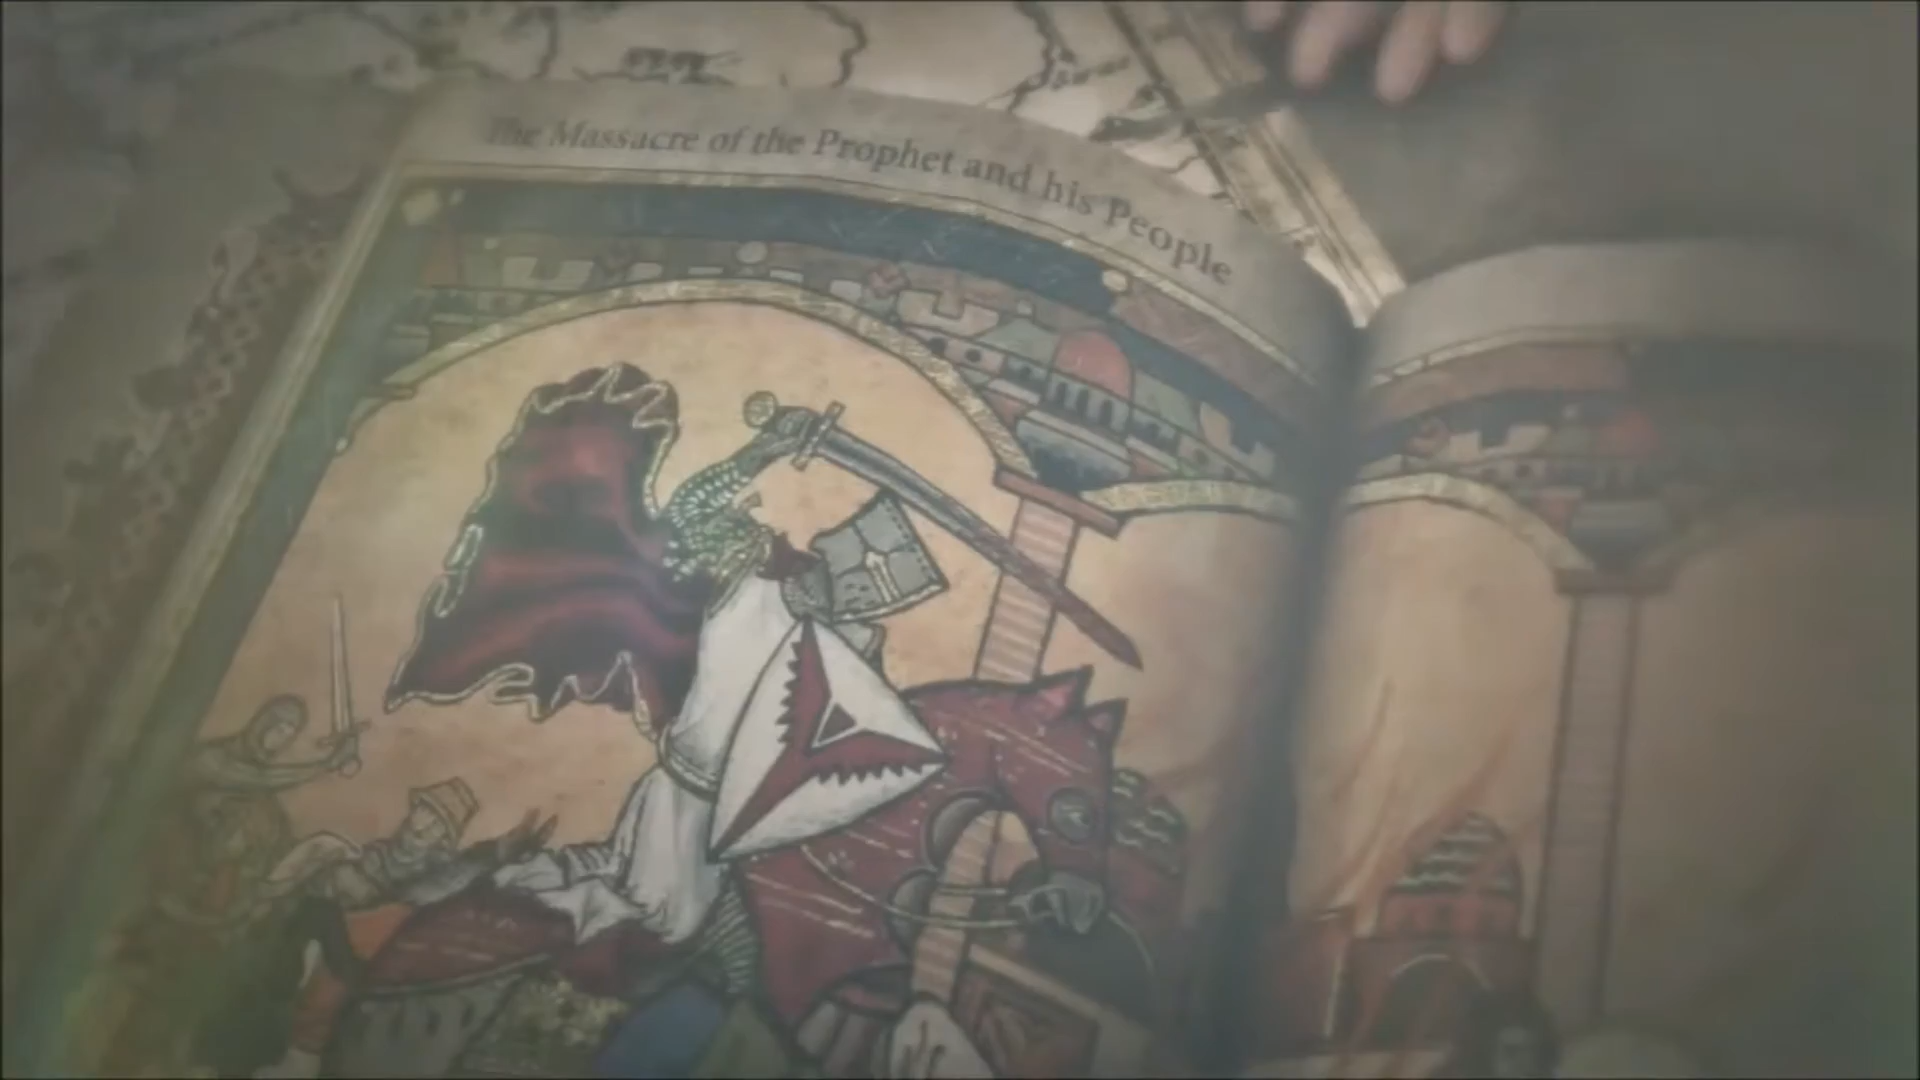 The Massacre of the Prophet and his People